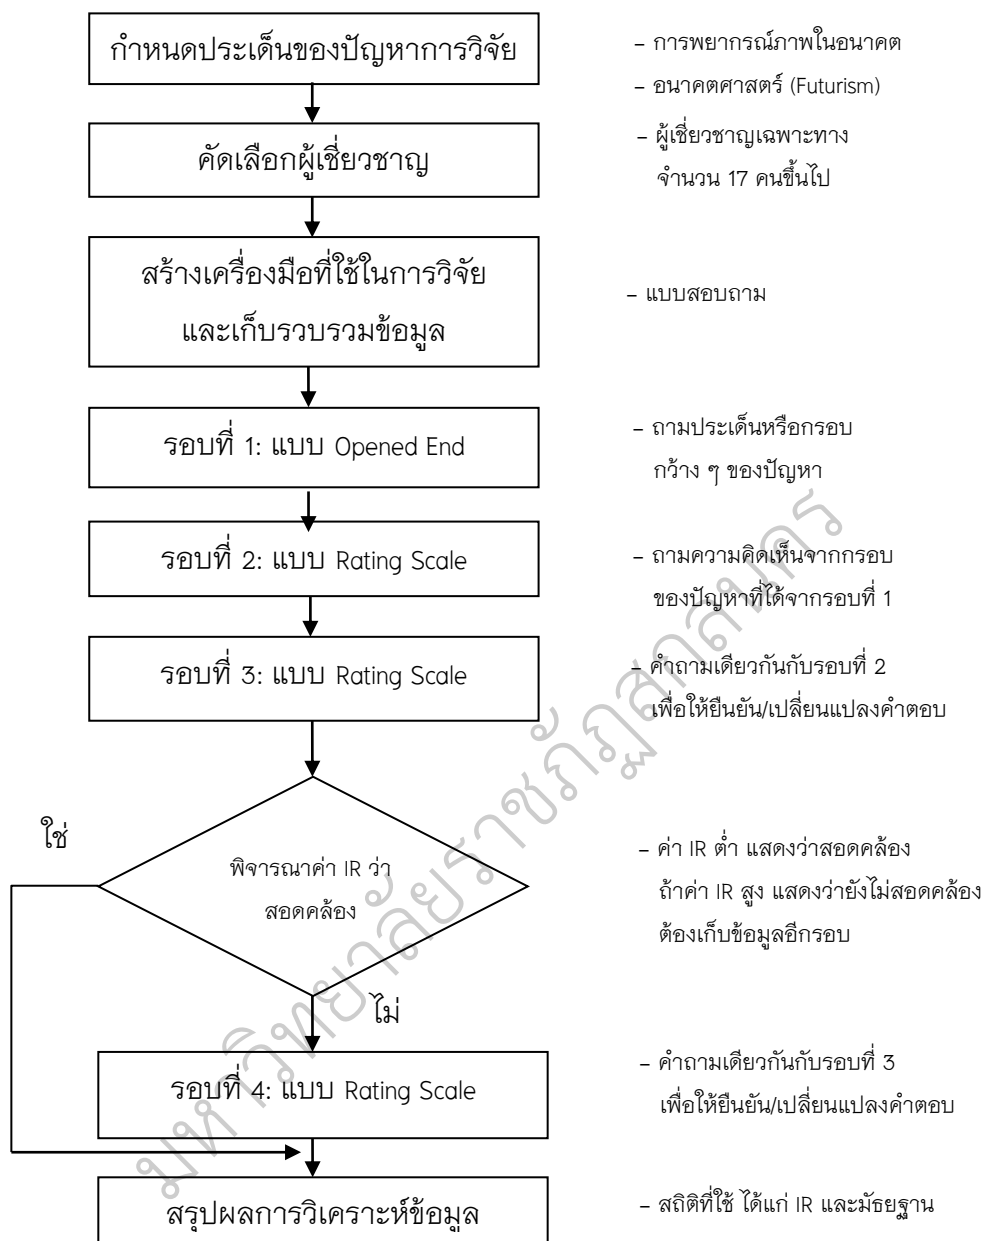 กำหนดประเด็นของปัญหาการวิจัย
– การพยากรณ์ภาพในอนาคต
– อนาคตศาสตร์ (Futurism)
คัดเลือกผู้เชี่ยวชาญ
– ผู้เชี่ยวชาญเฉพาะทาง
จำนวน 17 คนขึ้นไป
สร้างเครื่องมือที่ใช้ในการวิจัย
และเก็บรวบรวมข้อมูล
– แบบสอบถาม
รอบที่ 1: แบบ Opened End
– ถามประเด็นหรือกรอบ
กว้าง ๆ ของปัญหา
รอบที่ 2: แบบ Rating Scale
– ถามความคิดเห็นจากกรอบ
ของปัญหาที่ได้จากรอบที่ 1
รอบที่ 3: แบบ Rating Scale
– คำถามเดียวกันกับรอบที่ 2
เพื่อให้ยืนยัน/เปลี่ยนแปลงคำตอบ
ใช่
พิจารณาค่า IR ว่า
สอดคล้อง
– ค่า IR ต่ำ แสดงว่าสอดคล้อง
ถ้าค่า IR สูง แสดงว่ายังไม่สอดคล้อง
ต้องเก็บข้อมูลอีกรอบ
ไม่
รอบที่ 4: แบบ Rating Scale
– คำถามเดียวกันกับรอบที่ 3
เพื่อให้ยืนยัน/เปลี่ยนแปลงคำตอบ
สรุปผลการวิเคราะห์ข้อมูล
– สถิติที่ใช้ ได้แก่ IR และมัธยฐาน
มหาวิทยาลัยราชภัฏสกลนคร